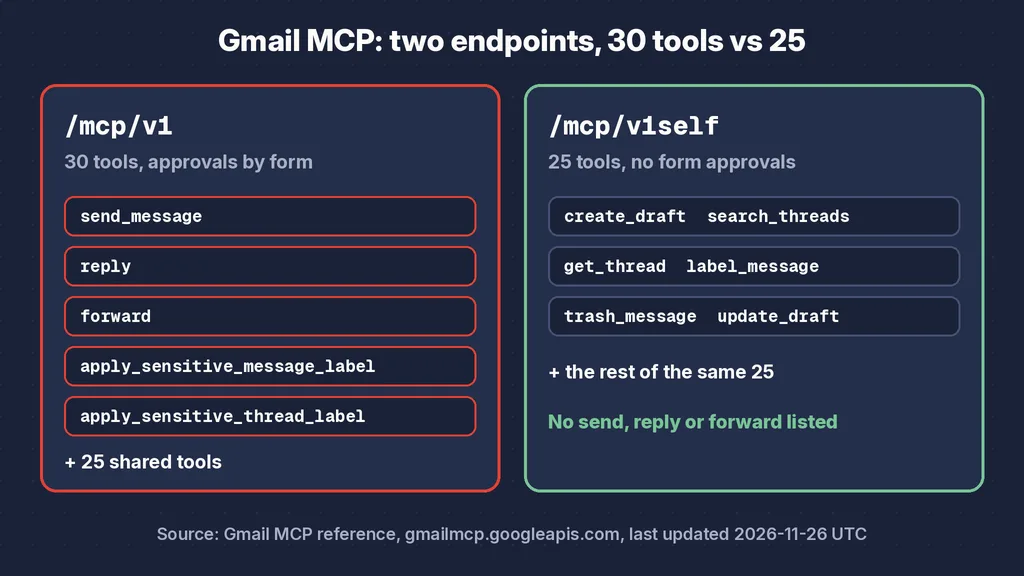 Gmail MCP: two endpoints, 30 tools vs 25
/mcp/v1
30 tools, approvals by form
send_message
reply
forward
apply_sensitive_message_label
apply_sensitive_thread_label
+ 25 shared tools
/mcp/v1self
25 tools, no form approvals
create_draft  search_threads
get_thread  label_message
trash_message  update_draft
+ the rest of the same 25
No send, reply or forward listed
Source: Gmail MCP reference, gmailmcp.googleapis.com, last updated 2026-11-26 UTC